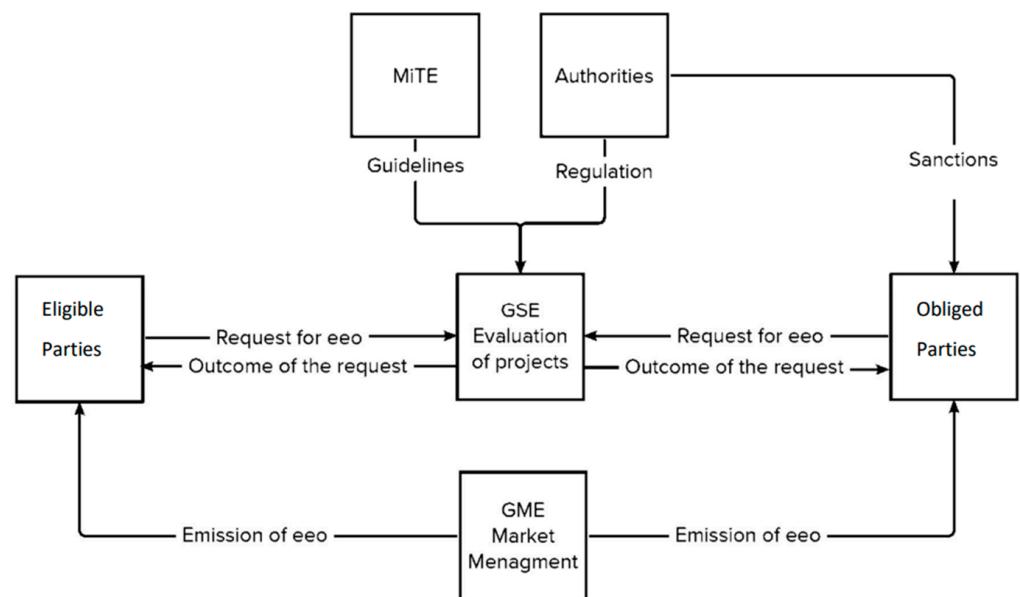 MiTE
Authorities
Guidelines
Regulation
Sanctions
Eligible
Parties
Request for eeo
Outcome of the request
GSE
Evaluation
of projects
Request for eeo
Outcome of the request
Obliged
Parties
Emission of eeo
GME
Market
Menagment
Emission of eeo